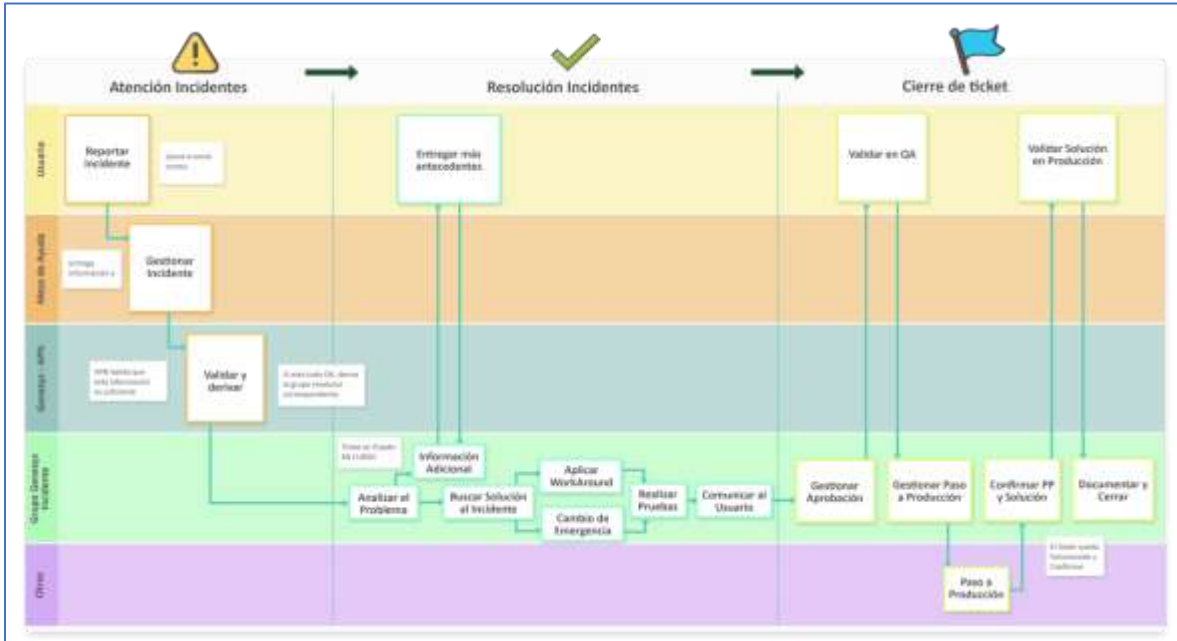 Atención Incidentes
Resolución Incidentes
Cierre de ticket
Usuario
Reportar
Incidente
Entregar más
antecedentes
Validar en QA
Validar Solución
en Producción
Mesa de Ayuda
Entrega
información a
Gestionar
Incidente
Validar y
derivar
Grupo Genesys
Incidente
Información
Adicional
Analizar el
Problema
Buscar Solución
al Incidente
Aplicar
WorkAround
Cambio de
Emergencia
Realizar
Pruebas
Comunicar al
Usuario
Gestionar
Aprobación
Gestionar Paso
a Producción
Confirmar PP
y Solución
Documentar y
Cerrar
Otros
Paso a
Producción